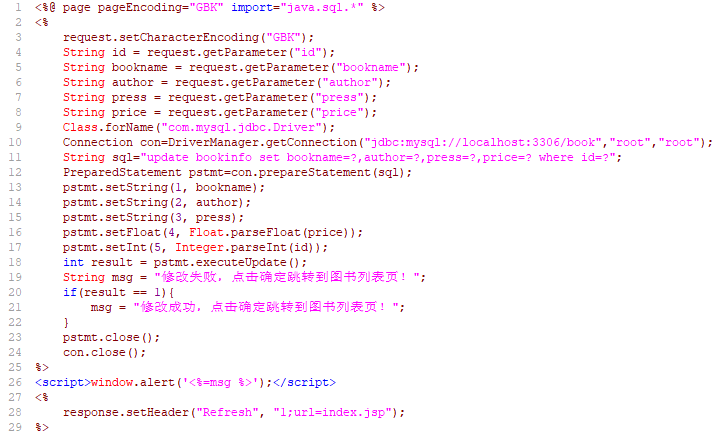 1 <%@ page pageEncoding="GBK" import="java.sql.*" %>
2 <%
3     request.setCharacterEncoding("GBK");
4     String id = request.getParameter("id");
5     String bookname = request.getParameter("bookname");
6     String author = request.getParameter("author");
7     String press = request.getParameter("press");
8     String price = request.getParameter("price");
9     Class.forName("com.mysql.jdbc.Driver");
10     Connection con=DriverManager.getConnection("jdbc:mysql://localhost:3306/book","root","root");
11     String sql="update bookinfo set bookname=?,author=?,press=?,price=? where id=?";
12     PreparedStatement pstmt=con.prepareStatement(sql);
13     pstmt.setString(1, bookname);
14     pstmt.setString(2, author);
15     pstmt.setString(3, press);
16     pstmt.setFloat(4, Float.parseFloat(price));
17     pstmt.setInt(5, Integer.parseInt(id));
18     int result = pstmt.executeUpdate();
19     String msg = "修改失败，点击确定跳转到图书列表页！";
20     if(result == 1){
21         msg = "修改成功，点击确定跳转到图书列表页！";
22     }
23     pstmt.close();
24     con.close();
25 %>
26 <script>window.alert('<%=msg %>');</script>
27 <%
28     response.setHeader("Refresh", "1;url=index.jsp");
29 %>